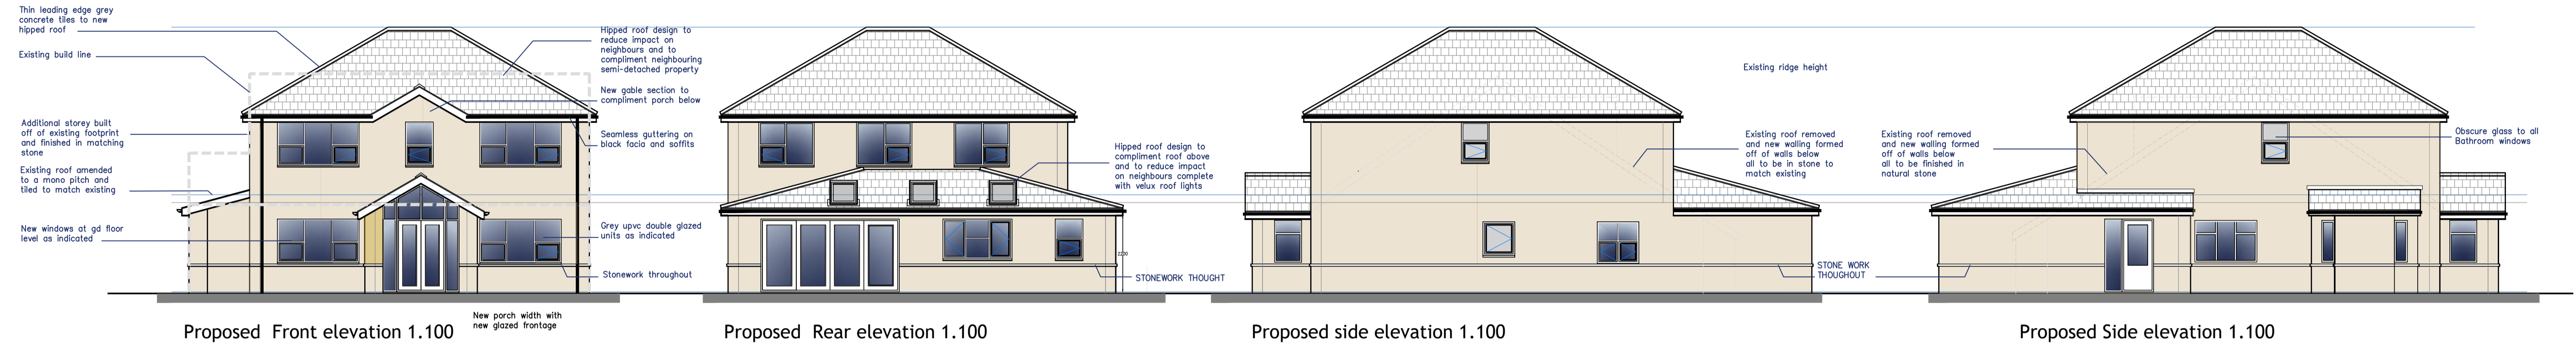 Thin leading edge grey
concrete tiles to new
hipped roof
Existing build line
Additional storey built
off of existing footprint
and finished in matching
stone
Existing roof amended
to a mono pitch and
tiled to match existing
New windows at gd floor
level as indicated
Hipped roof design to
reduce impact on
neighbours and to
compliment neighbouring
semi-detached property
New gable section to
compliment porch below
Seamless guttering on
black facia and soffits
Grey upvc double glazed
units as indicated
Stonework throughout
New porch width with
new glazed frontage
Proposed Front elevation 1.100
Hipped roof design to
compliment roof above
and to reduce impact
on neighbours complete
with velux roof lights
STONEWORK THOUGHT
Proposed Rear elevation 1.100
Existing ridge height
Existing roof removed
and new walling formed
off of walls below
all to be in stone to
match existing
STONE WORK
THOUGHOUT
Proposed side elevation 1.100
Existing roof removed
and new walling formed
off of walls below
all to be finished in
natural stone
Obscure glass to all
Bathroom windows
Proposed Side elevation 1.100